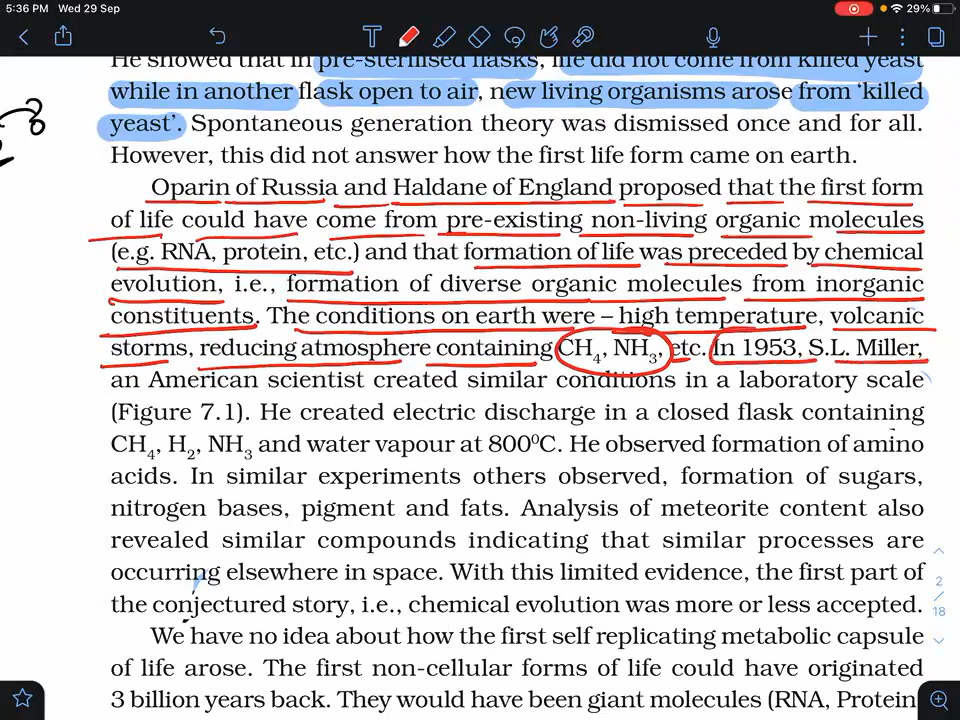 5:36 PM Wed 29 Sep 29%
He showed that in pre-sterilised flasks, life did not come from killed yeast
while in another flask open to air, new living organisms arose from ‘killed
yeast’. Spontaneous generation theory was dismissed once and for all.
However, this did not answer how the first life form came on earth.
Oparin of Russia and Haldane of England proposed that the first form
of life could have come from pre-existing non-living organic molecules
(e.g. RNA, protein, etc.) and that formation of life was preceded by chemical
evolution, i.e., formation of diverse organic molecules from inorganic
constituents. The conditions on earth were – high temperature, volcanic
storms, reducing atmosphere containing CH₄, NH₃, etc. In 1953, S.L. Miller,
an American scientist created similar conditions in a laboratory scale
(Figure 7.1). He created electric discharge in a closed flask containing
CH₄, H₂, NH₃ and water vapour at 800⁰C. He observed formation of amino
acids. In similar experiments others observed, formation of sugars,
nitrogen bases, pigment and fats. Analysis of meteorite content also
revealed similar compounds indicating that similar processes are
occurring elsewhere in space. With this limited evidence, the first part of
the conjectured story, i.e., chemical evolution was more or less accepted.
We have no idea about how the first self replicating metabolic capsule
of life arose. The first non-cellular forms of life could have originated
3 billion years back. They would have been giant molecules (RNA, Protein,
2
/
18